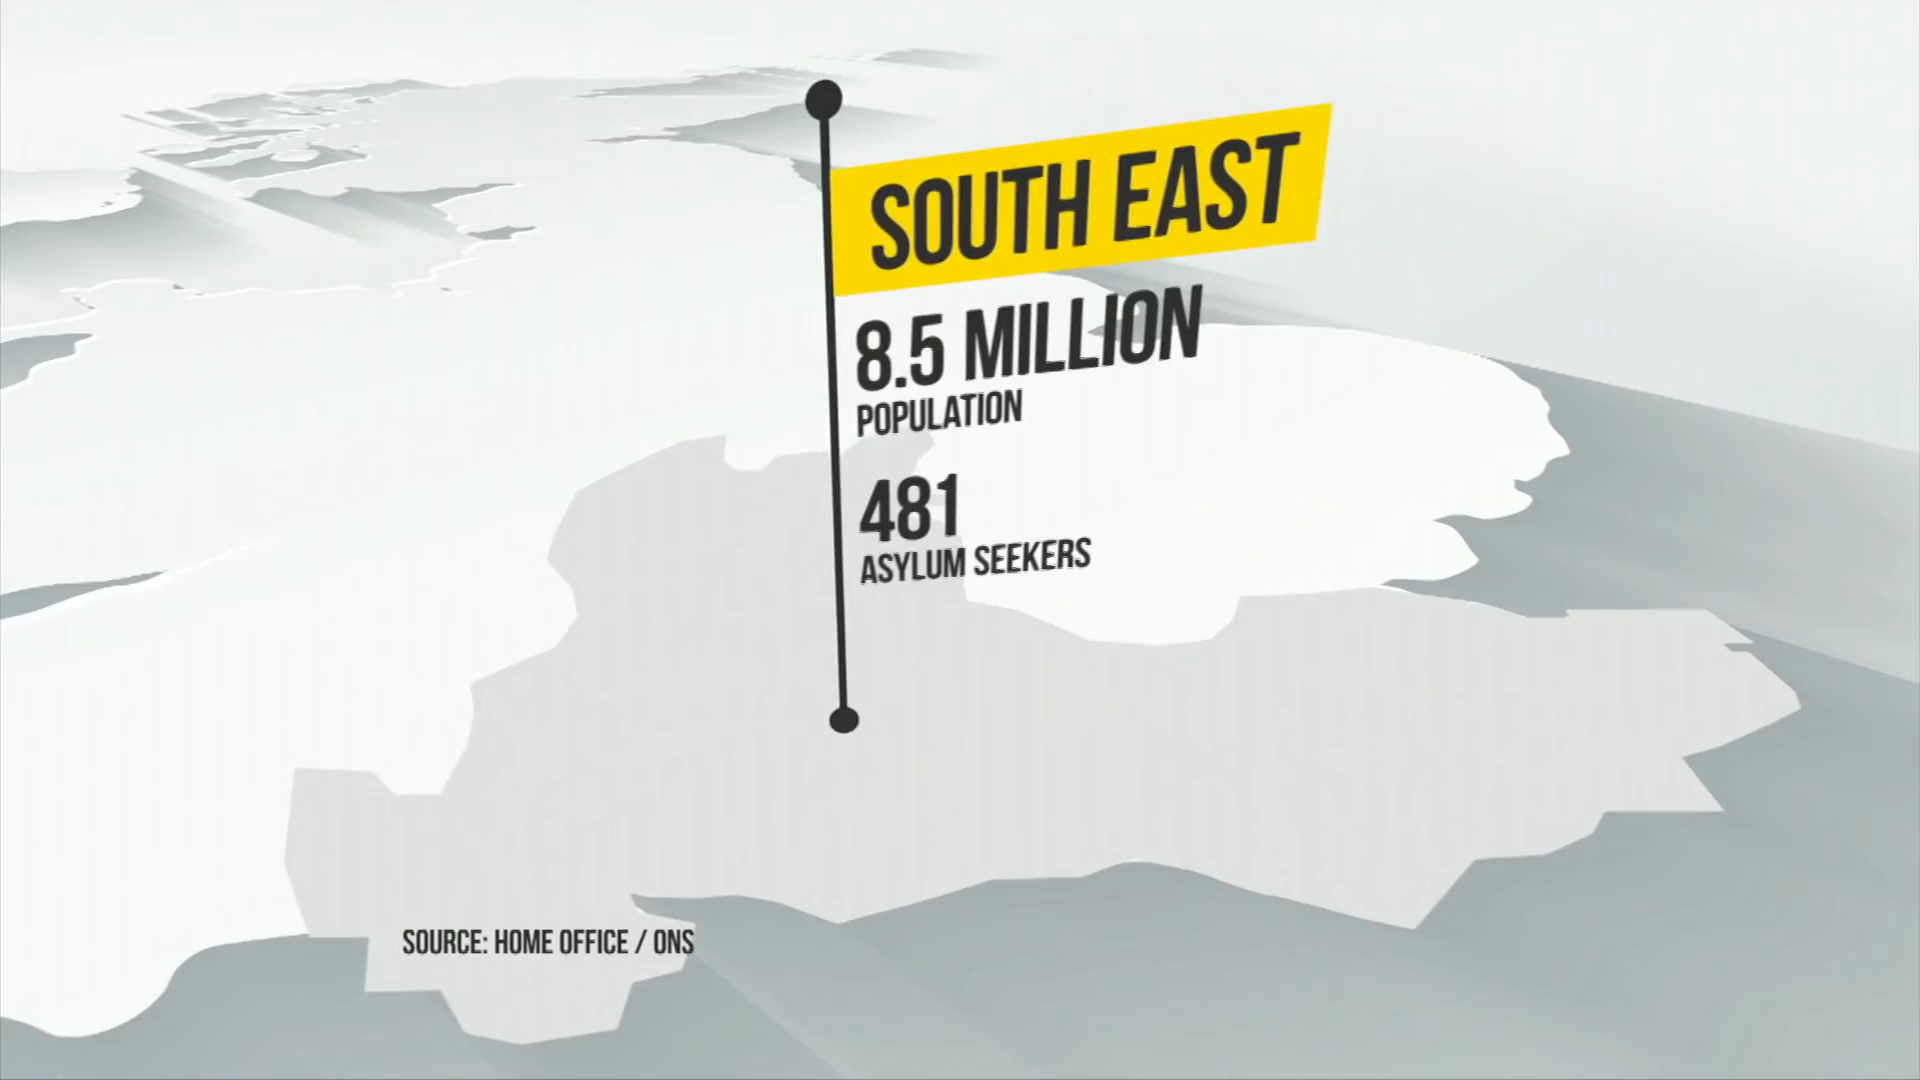 SOUTH EAST
8.5 MILLION
POPULATION
481
ASYLUM SEEKERS
SOURCE: HOME OFFICE / ONS